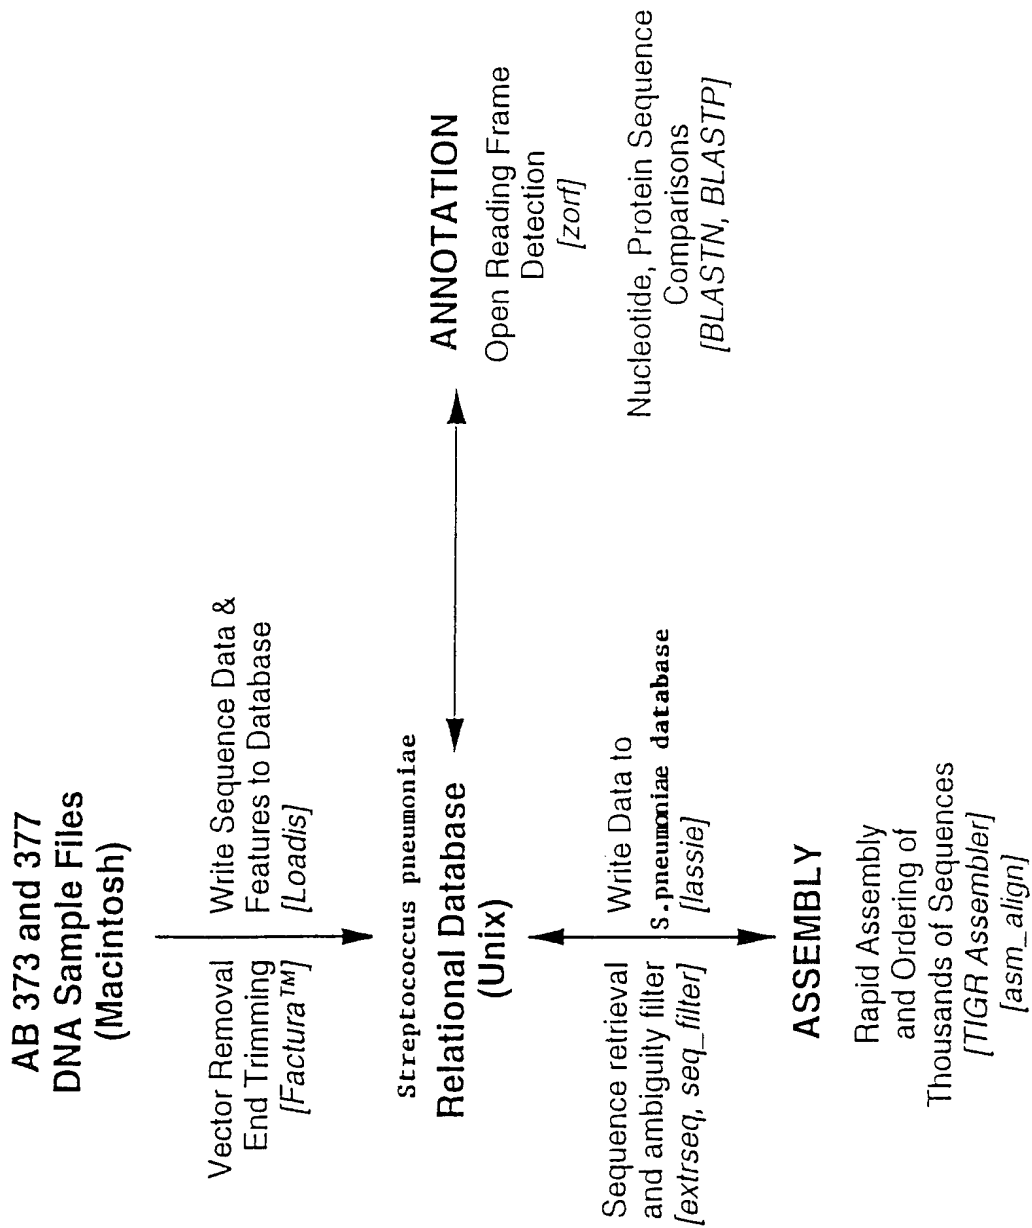 AB 373 and 377
DNA Sample Files
(Macintosh)
Vector Removal
End Trimming
[Factura™]
Write Sequence Data &
Features to Database
[Loadis]
Streptococcus pneumoniae
Relational Database
(Unix)
ANNOTATION
Open Reading Frame
Detection
[zorf]
Nucleotide, Protein Sequence
Comparisons
[BLASTN, BLASTP]
Sequence retrieval
and ambiguity filter
[extrseq, seq_filter]
Write Data to
S.pneumoniae database
[lassie]
ASSEMBLY
Rapid Assembly
and Ordering of
Thousands of Sequences
[TIGR Assembler]
[asm_align]